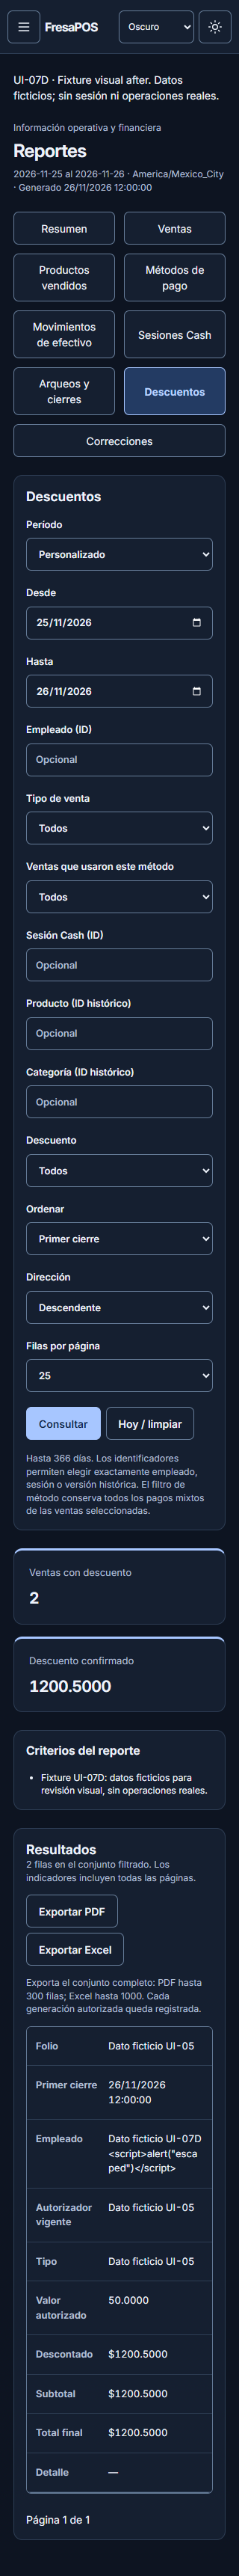 FresaPOS
Oscuro
UI-07D · Fixture visual after. Datos
ficticios; sin sesión ni operaciones reales.
Información operativa y financiera
Reportes
2026-11-25 al 2026-11-26 · America/Mexico_City
· Generado 26/11/2026 12:00:00
Resumen
Ventas
Productos
vendidos
Métodos de
pago
Movimientos
de efectivo
Sesiones Cash
Arqueos y
cierres
Descuentos
Correcciones
Descuentos
Período
Personalizado
Desde
25/11/2026
Hasta
26/11/2026
Empleado (ID)
Opcional
Tipo de venta
Todos
Ventas que usaron este método
Todos
Sesión Cash (ID)
Opcional
Producto (ID histórico)
Opcional
Categoría (ID histórico)
Opcional
Descuento
Todos
Ordenar
Primer cierre
Dirección
Descendente
Filas por página
25
Consultar
Hoy / limpiar
Hasta 366 días. Los identificadores
permiten elegir exactamente empleado,
sesión o versión histórica. El filtro de
método conserva todos los pagos mixtos
de las ventas seleccionadas.
Ventas con descuento
2
Descuento confirmado
1200.5000
Criterios del reporte
• Fixture UI-07D: datos ficticios para
revisión visual, sin operaciones reales.
Resultados
2 filas en el conjunto filtrado. Los
indicadores incluyen todas las páginas.
Exportar PDF
Exportar Excel
Exporta el conjunto completo: PDF hasta
300 filas; Excel hasta 1000. Cada
generación autorizada queda registrada.
Folio
Dato ficticio UI-05
Primer cierre
26/11/2026
12:00:00
Empleado
Dato ficticio UI-07D
<script>alert("esca
ped")</script>
Autorizador
vigente
Dato ficticio UI-05
Tipo
Dato ficticio UI-05
Valor
autorizado
50.0000
Descontado
$1200.5000
Subtotal
$1200.5000
Total final
$1200.5000
Detalle
—
Página 1 de 1